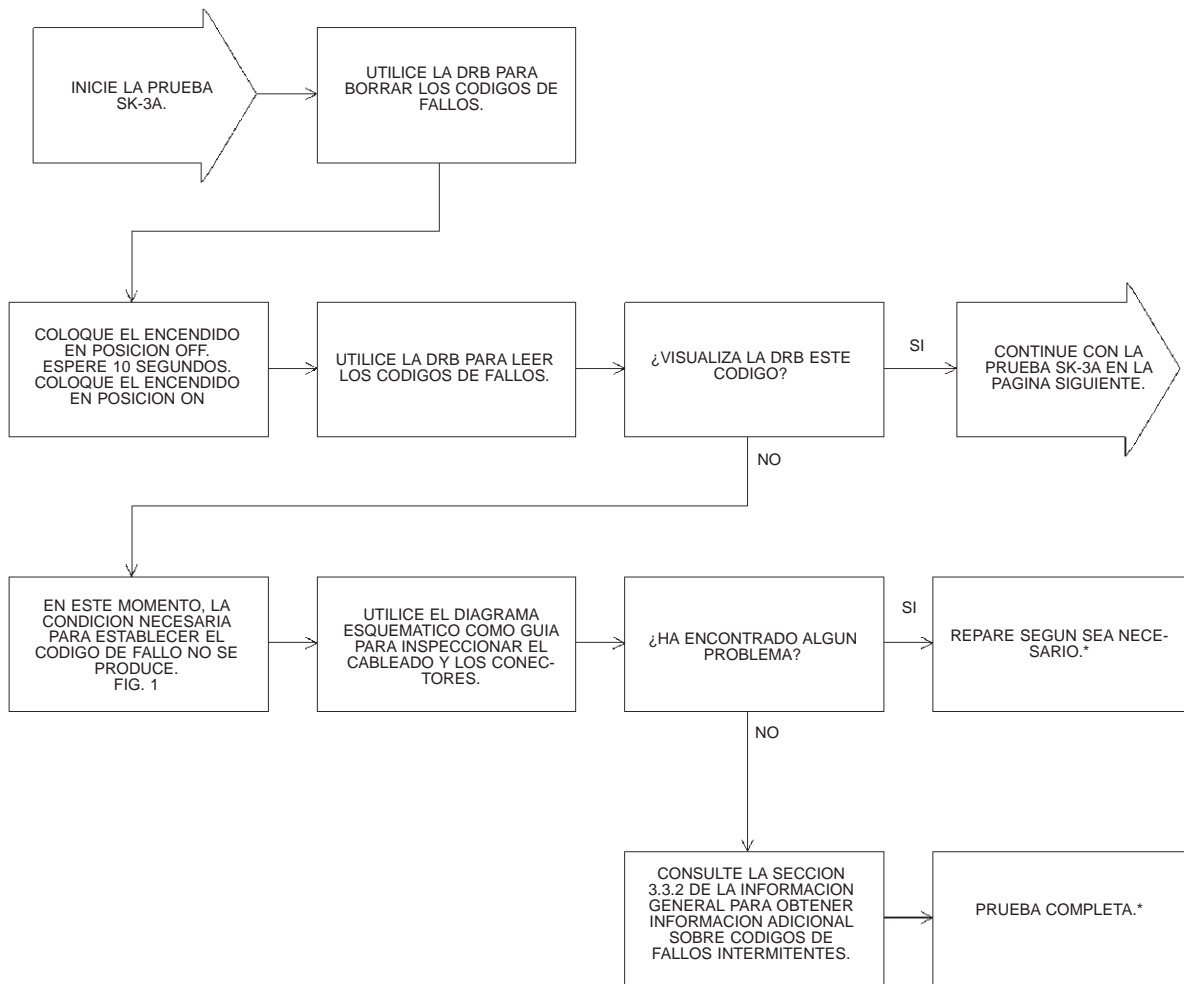 INICIE LA PRUEBA
SK-3A.
UTILICE LA DRB PARA
BORRAR LOS CODIGOS DE
FALLOS.
COLOQUE EL ENCENDIDO
EN POSICION OFF.
ESPERE 10 SEGUNDOS.
COLOQUE EL ENCENDIDO
EN POSICION ON
UTILICE LA DRB PARA LEER
LOS CODIGOS DE FALLOS.
¿VISUALIZA LA DRB ESTE
CODIGO?
SI
CONTINUE CON LA
PRUEBA SK-3A EN LA
PAGINA SIGUIENTE.
NO
EN ESTE MOMENTO, LA
CONDICION NECESARIA
PARA ESTABLECER EL
CODIGO DE FALLO NO SE
PRODUCE.
FIG. 1
UTILICE EL DIAGRAMA
ESQUEMATICO COMO GUIA
PARA INSPECCIONAR EL
CABLEADO Y LOS CONEC-
TORES.
¿HA ENCONTRADO ALGUN
PROBLEMA?
SI
REPARE SEGUN SEA NECE-
SARIO.*
NO
CONSULTE LA SECCION
3.3.2 DE LA INFORMACION
GENERAL PARA OBTENER
INFORMACION ADICIONAL
SOBRE CODIGOS DE
FALLOS INTERMITENTES.
PRUEBA COMPLETA.*